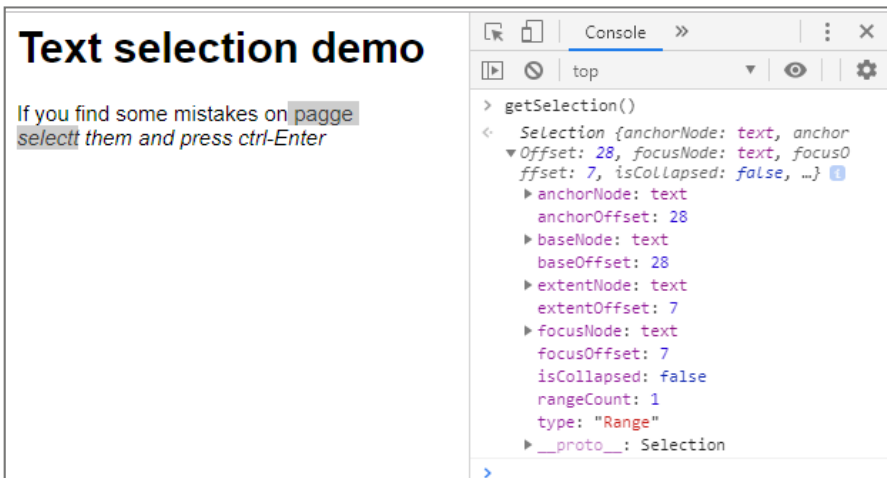 Text selection demo
If you find some mistakes on pagge
selectt them and press ctrl-Enter
Console »
top
getSelection()
Selection {anchorNode: text, anchor
Offset: 28, focusNode: text, focusO
ffset: 7, isCollapsed: false, …} i
anchorNode: text
anchorOffset: 28
baseNode: text
baseOffset: 28
extentNode: text
extentOffset: 7
focusNode: text
focusOffset: 7
isCollapsed: false
rangeCount: 1
type: "Range"
__proto__: Selection